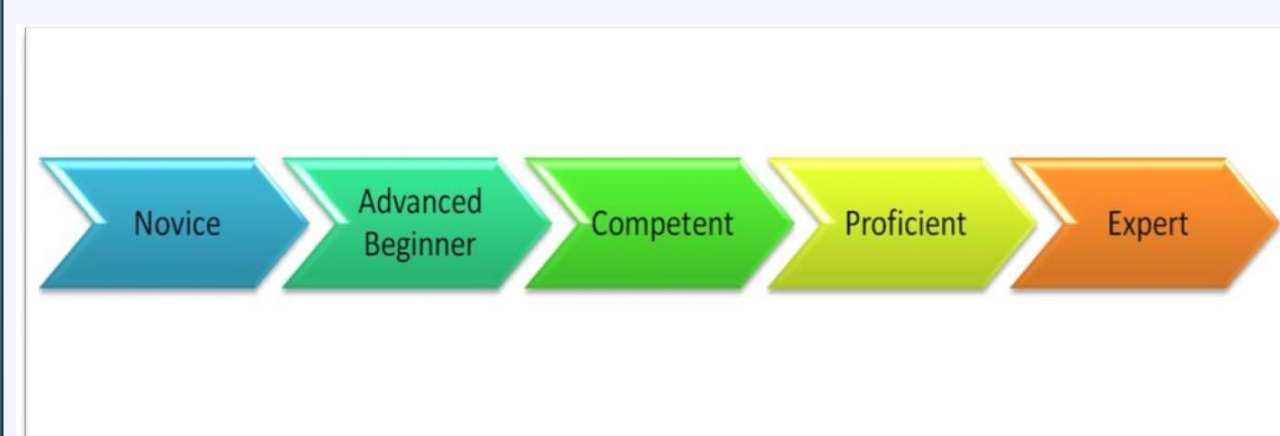 Novice
Advanced
Beginner
Competent
Proficient
Expert